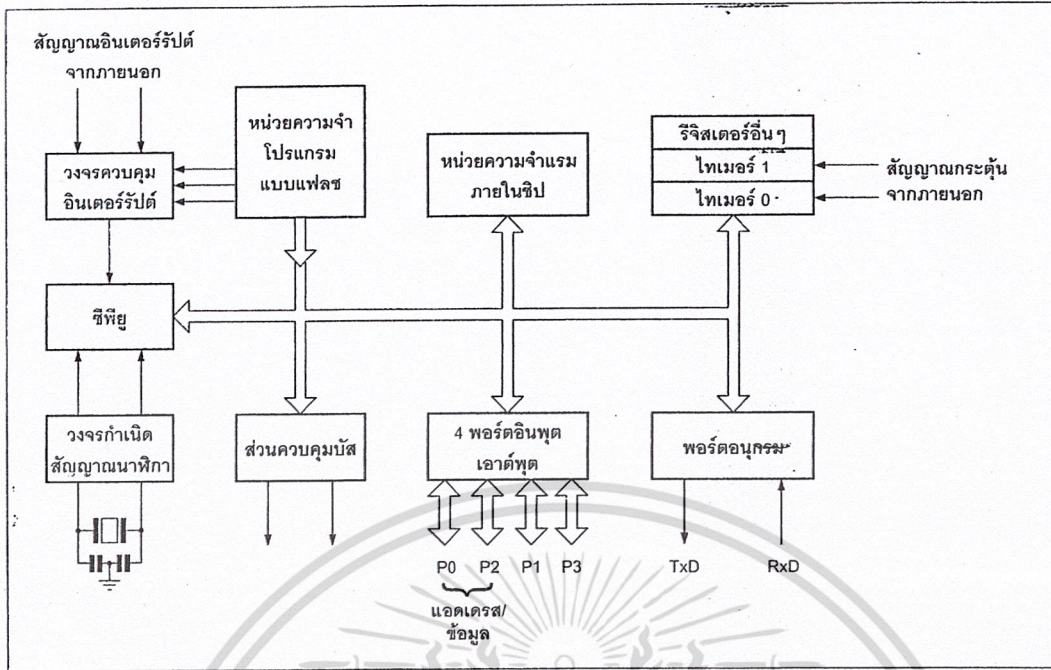 สัญญาณอินเตอร์รัปต์
จากภายนอก
วงจรควบคุม
อินเตอร์รัปต์
หน่วยความจำ
โปรแกรม
แบบแฟลช
หน่วยความจำแรม
ภายในชิป
รีจิสเตอร์อื่นๆ
ไทเมอร์ 1
ไทเมอร์ 0
สัญญาณกระตุ้น
จากภายนอก
ซีพียู
วงจรกำเนิด
สัญญาณนาฬิกา
ส่วนควบคุมบัส
4 พอร์ตอินพุต
เอาต์พุต
พอร์ตอนุกรม
P0 P2 P1 P3
TxD RxD
แอดเดรส/
ข้อมูล